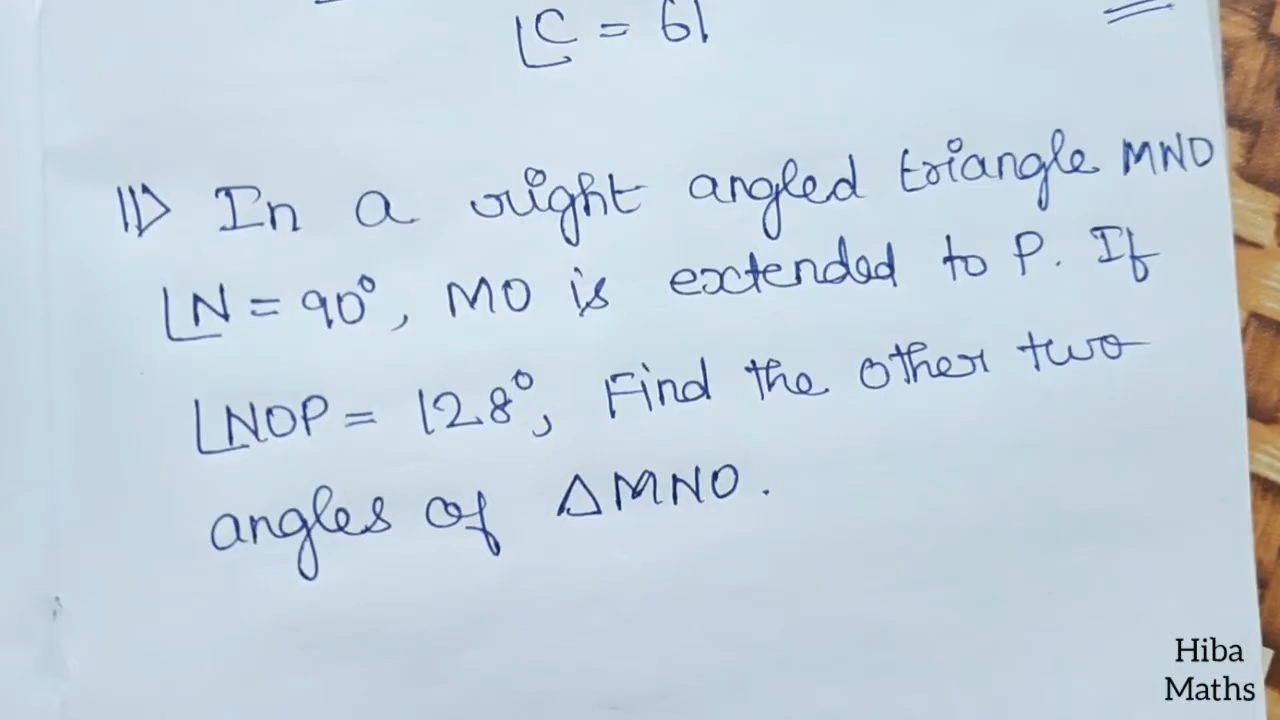 ∠C = 61
11) In a right angled triangle MNO
∠N = 90°, MO is extended to P. If
∠NOP = 128°, Find the other two
angles of △MNO.
Hiba
Maths